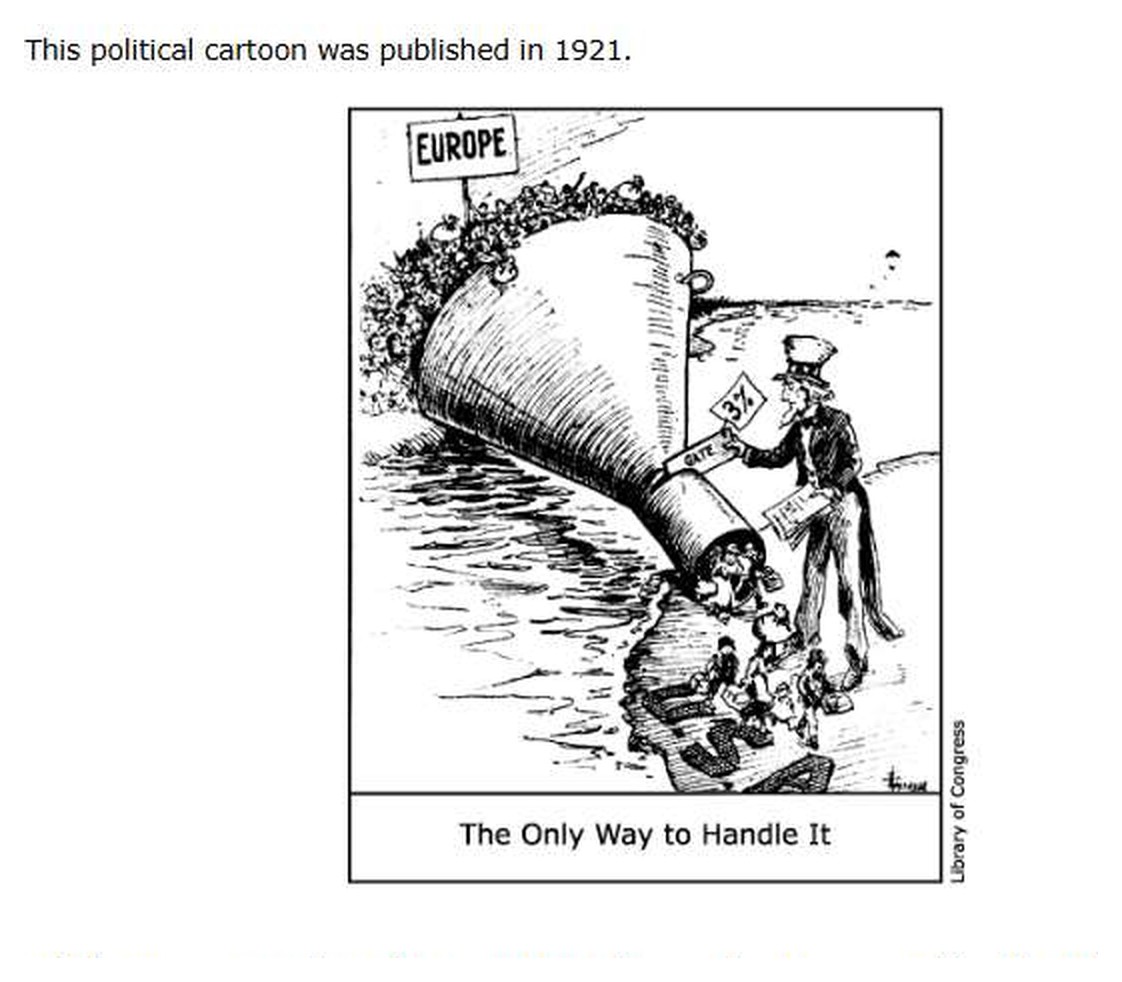 This political cartoon was published in 1921.
EUROPE
3%
GATE
U
S
A
The Only Way to Handle It
Library of Congress